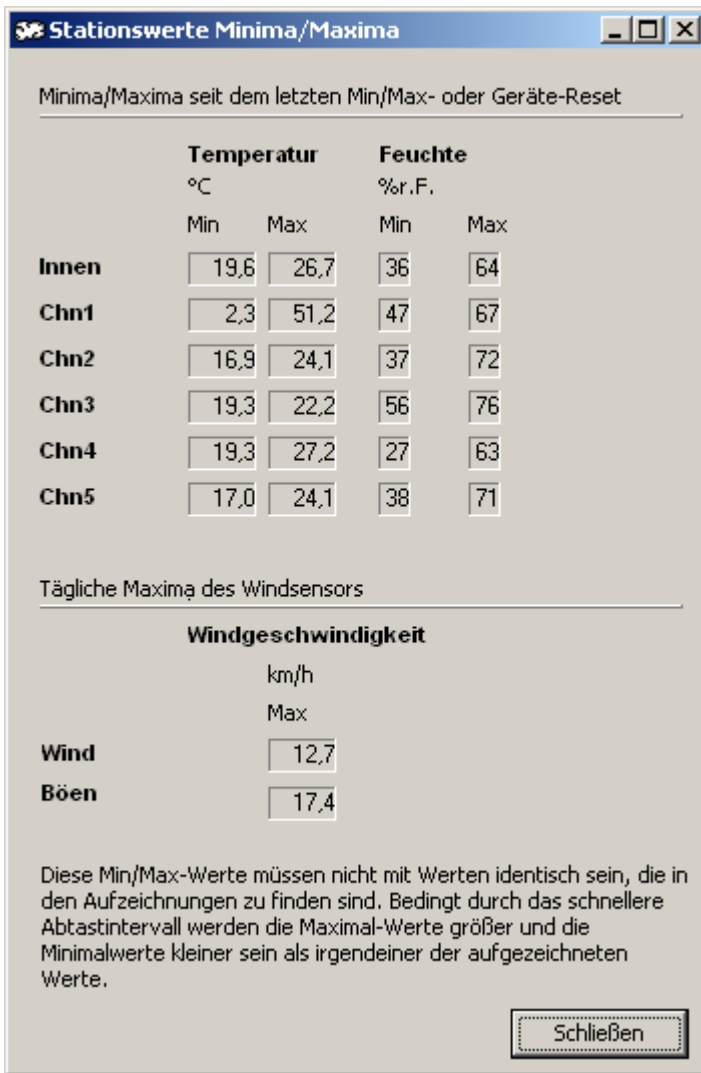 Stationswerte Minima/Maxima
Minima/Maxima seit dem letzten Min/Max- oder Geräte-Reset
Temperatur Feuchte
°C %r.F.
Min Max Min Max
Innen 19,6 26,7 36 64
Chn1 2,3 51,2 47 67
Chn2 16,9 24,1 37 72
Chn3 19,3 22,2 56 76
Chn4 19,3 27,2 27 63
Chn5 17,0 24,1 38 71
Tägliche Maxima des Windsensors
Windgeschwindigkeit
km/h
Max
Wind 12,7
Böen 17,4
Diese Min/Max-Werte müssen nicht mit Werten identisch sein, die in
den Aufzeichnungen zu finden sind. Bedingt durch das schnellere
Abtastintervall werden die Maximal-Werte größer und die
Minimalwerte kleiner sein als irgendeiner der aufgezeichneten
Werte.
Schließen